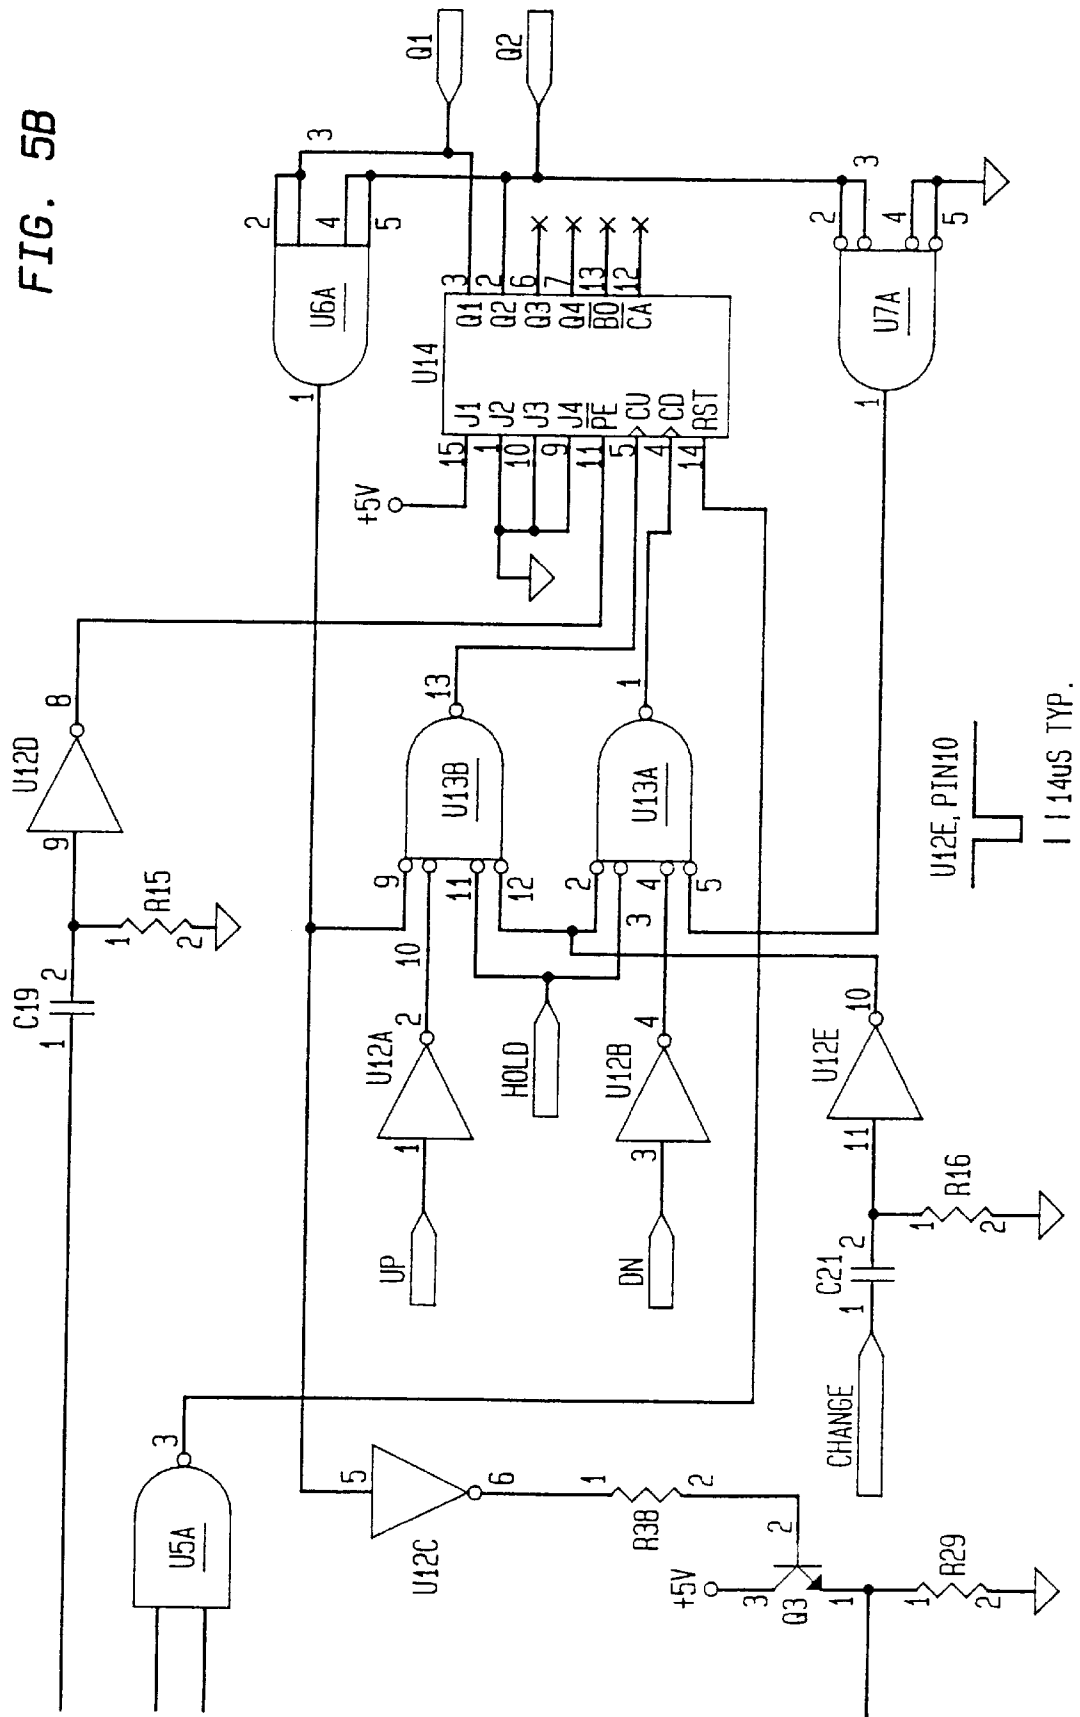 FIG. 5B
Q1
Q2
3
2
4
5
U6A
1
U14
J1
J2
J3
J4
PE
CU
CD
RST
15
1
10
9
11
5
4
14
Q1
Q2
Q3
Q4
BO
CA
3
2
6
7
13
12
+5V
2
3
4
5
U7A
1
U12D
9
8
C19
1
2
R15
1
2
U13B
9
10
11
12
13
U13A
2
3
4
5
1
U12A
1
2
UP
HOLD
U12B
3
4
DN
U12E
11
10
R16
1
2
C21
1
2
CHANGE
U12E, PIN10
14uS TYP.
U5A
3
U12C
5
6
R38
1
2
+5V
Q3
3
2
1
R29
1
2